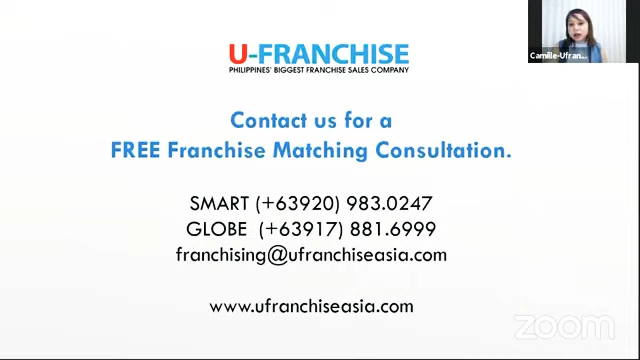 U-FRANCHISE
PHILIPPINES' BIGGEST FRANCHISE SALES COMPANY
Camille-Ufran...
Contact us for a
FREE Franchise Matching Consultation.
SMART (+63920) 983.0247
GLOBE (+63917) 881.6999
franchising@ufranchiseasia.com
www.ufranchiseasia.com
zoom